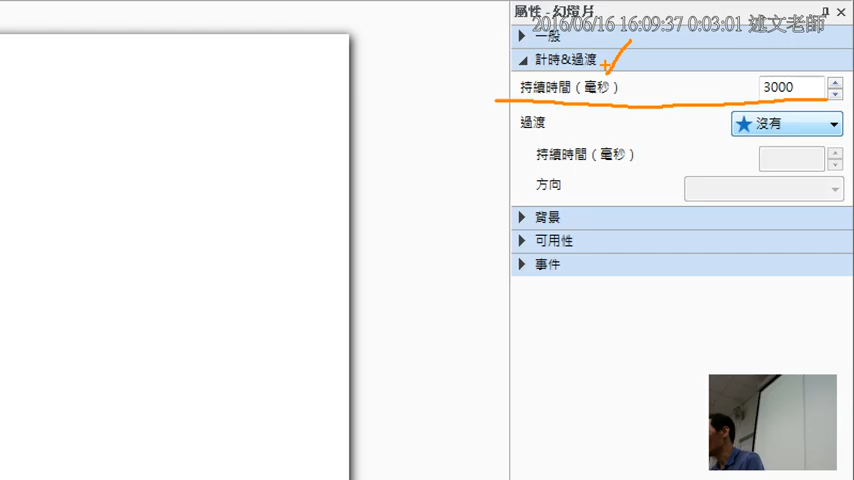 屬性 - 幻燈片
2016/06/16 16:09:37 0:03:01 述文老師
一般
計時&過渡
持續時間（毫秒） 3000
過渡 沒有
持續時間（毫秒）
方向
背景
可用性
事件